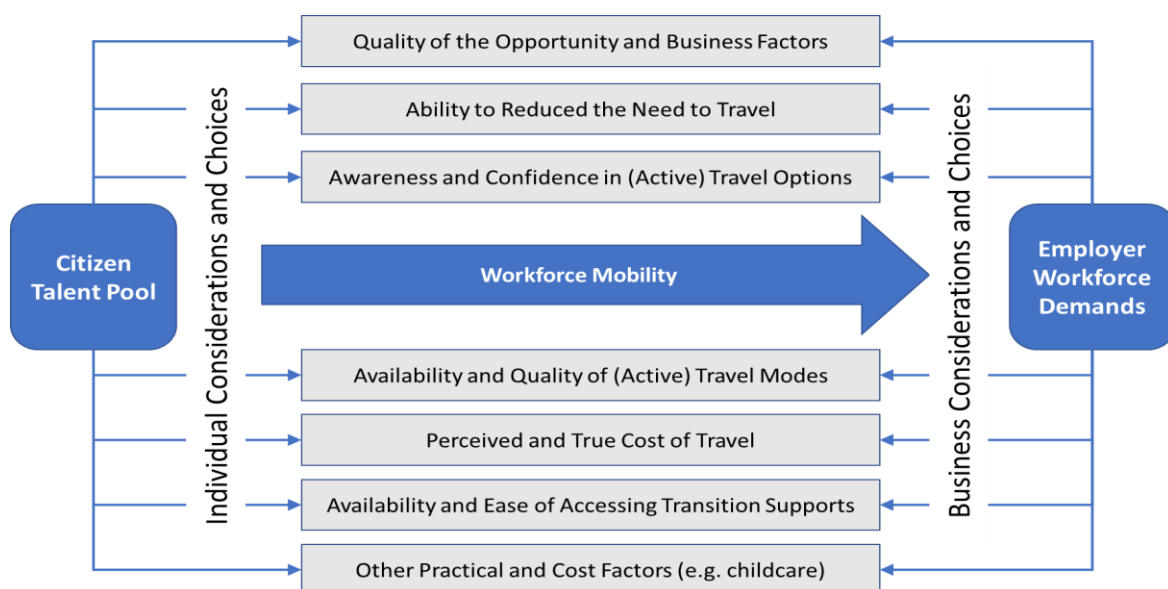 Quality of the Opportunity and Business Factors
Ability to Reduced the Need to Travel
Awareness and Confidence in (Active) Travel Options
Individual Considerations and Choices
Citizen
Talent Pool
Workforce Mobility
Business Considerations and Choices
Employer
Workforce
Demands
Availability and Quality of (Active) Travel Modes
Perceived and True Cost of Travel
Availability and Ease of Accessing Transition Supports
Other Practical and Cost Factors (e.g. childcare)